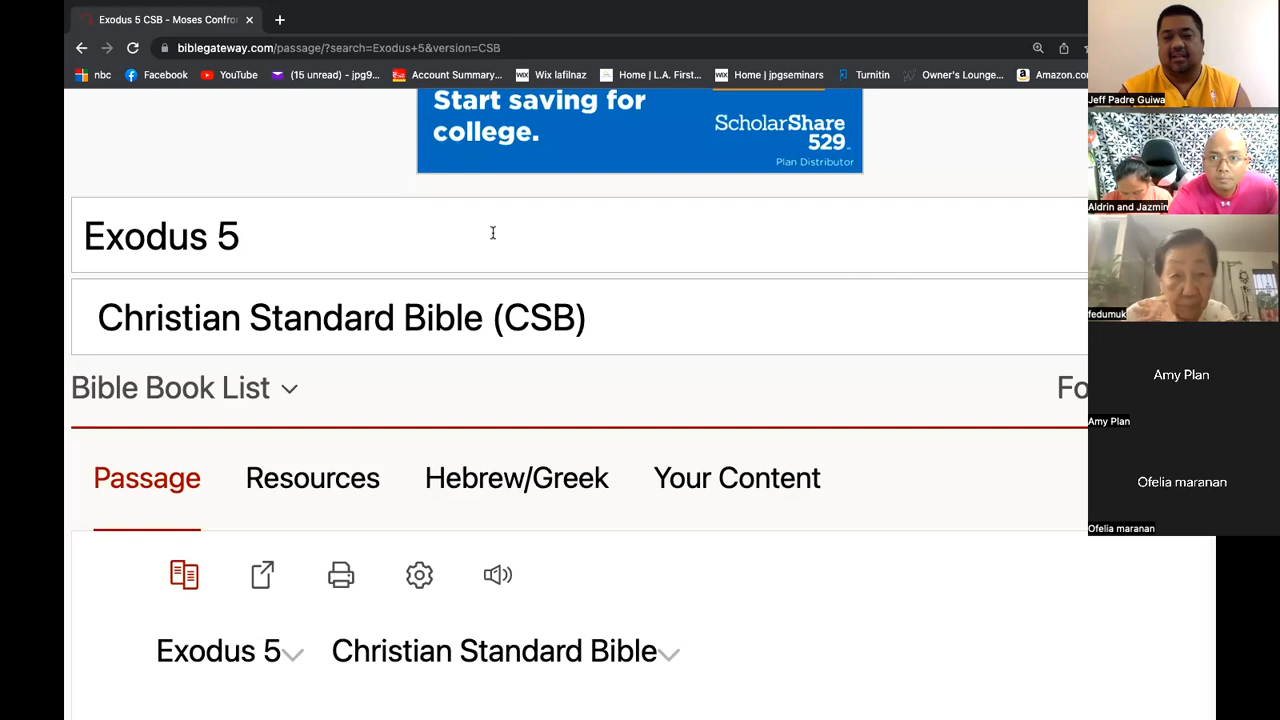 Exodus 5 CSB - Moses Confron
biblegateway.com/passage/?search=Exodus+5&version=CSB
nbc
Facebook
YouTube
(15 unread) - jpg9...
Account Summary...
Wix lafilnaz
Home | L.A. First...
Home | jpgseminars
Turnitin
Owner's Lounge...
Amazon.co
Start saving for
college.
ScholarShare
529
Plan Distributor
Exodus 5
Christian Standard Bible (CSB)
Bible Book List
Fo
Passage
Resources
Hebrew/Greek
Your Content
Exodus 5
Christian Standard Bible
Jeff Padre Guiwa
Aldrin and Jazmin
fedumuk
Amy Plan
Amy Plan
Ofelia maranan
Ofelia maranan